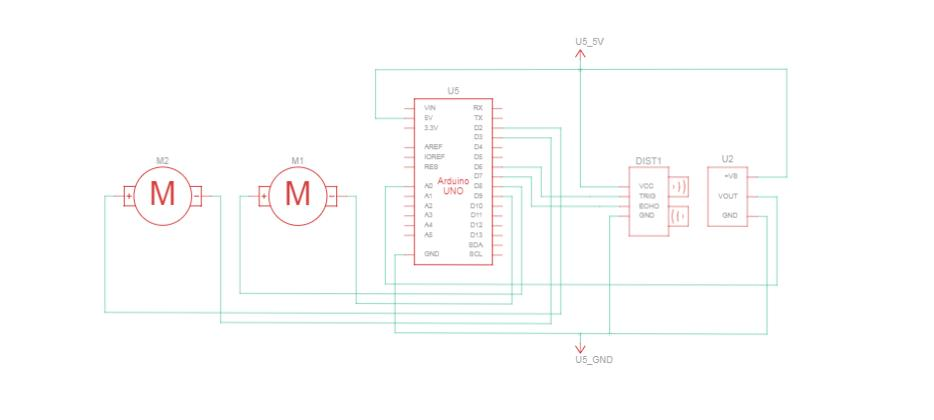 U5_5V
U5
VIN
5V
3.3V
AREF
IOREF
RES
A0
A1
A2
A3
A4
A5
GND
Arduino
UNO
RX
TX
D2
D3
D4
D5
D6
D7
D8
D9
D10
D11
D12
D13
SDA
SCL
M2
+
M
-
M1
+
M
-
DIST1
VCC
TRIG
ECHO
GND
U2
+VS
VOUT
GND
U5_GND